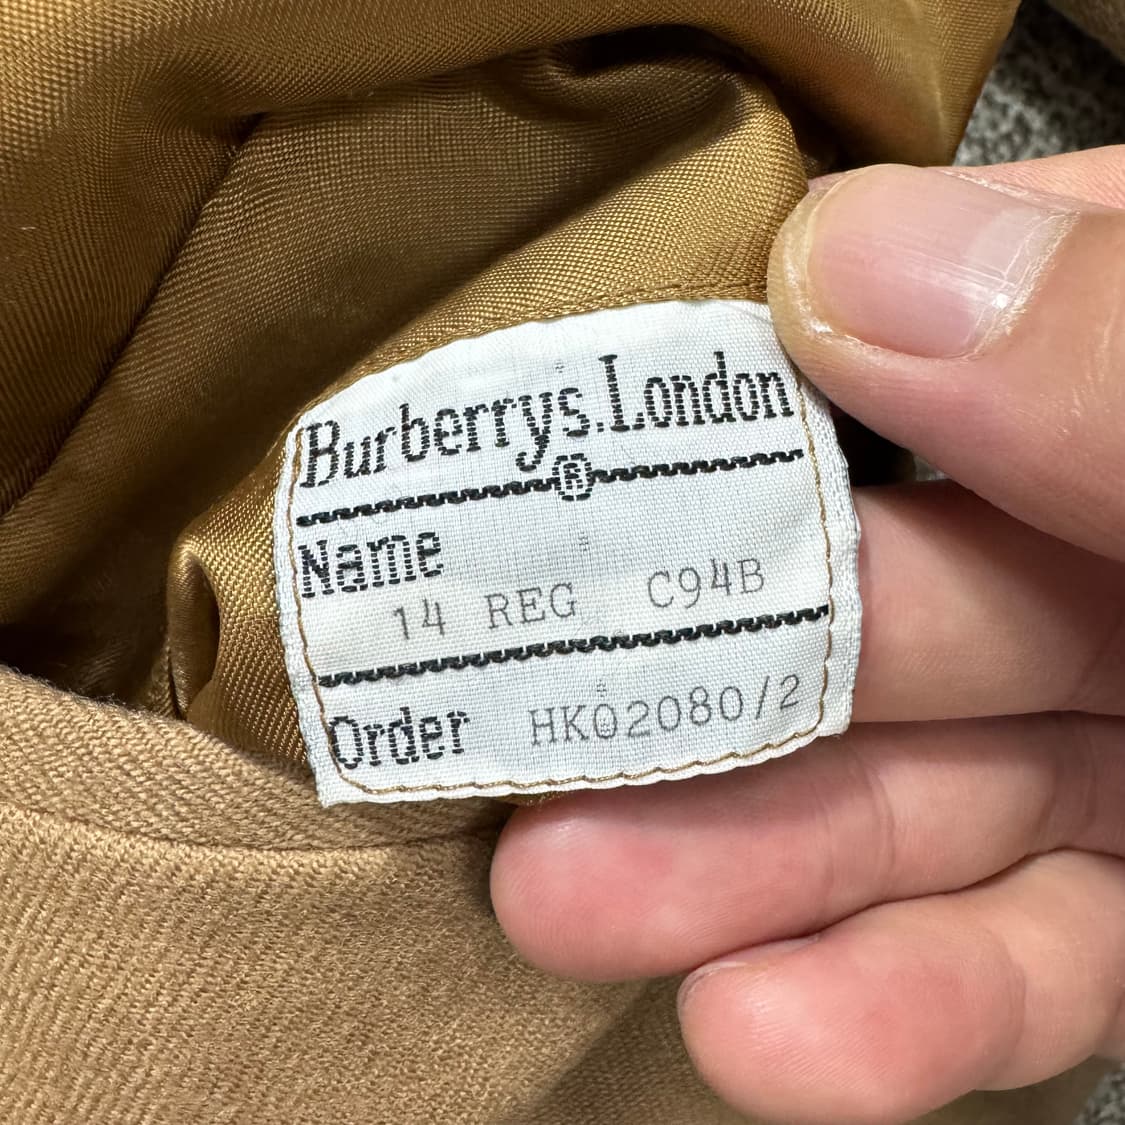 Burberrys.London
®
Name
14 REG C94B
Order HK02080/2